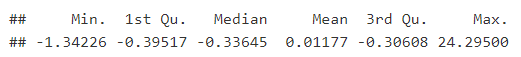 ##     Min.  1st Qu.   Median     Mean  3rd Qu.     Max.
## -1.34226 -0.39517 -0.33645  0.01177 -0.30608 24.29500